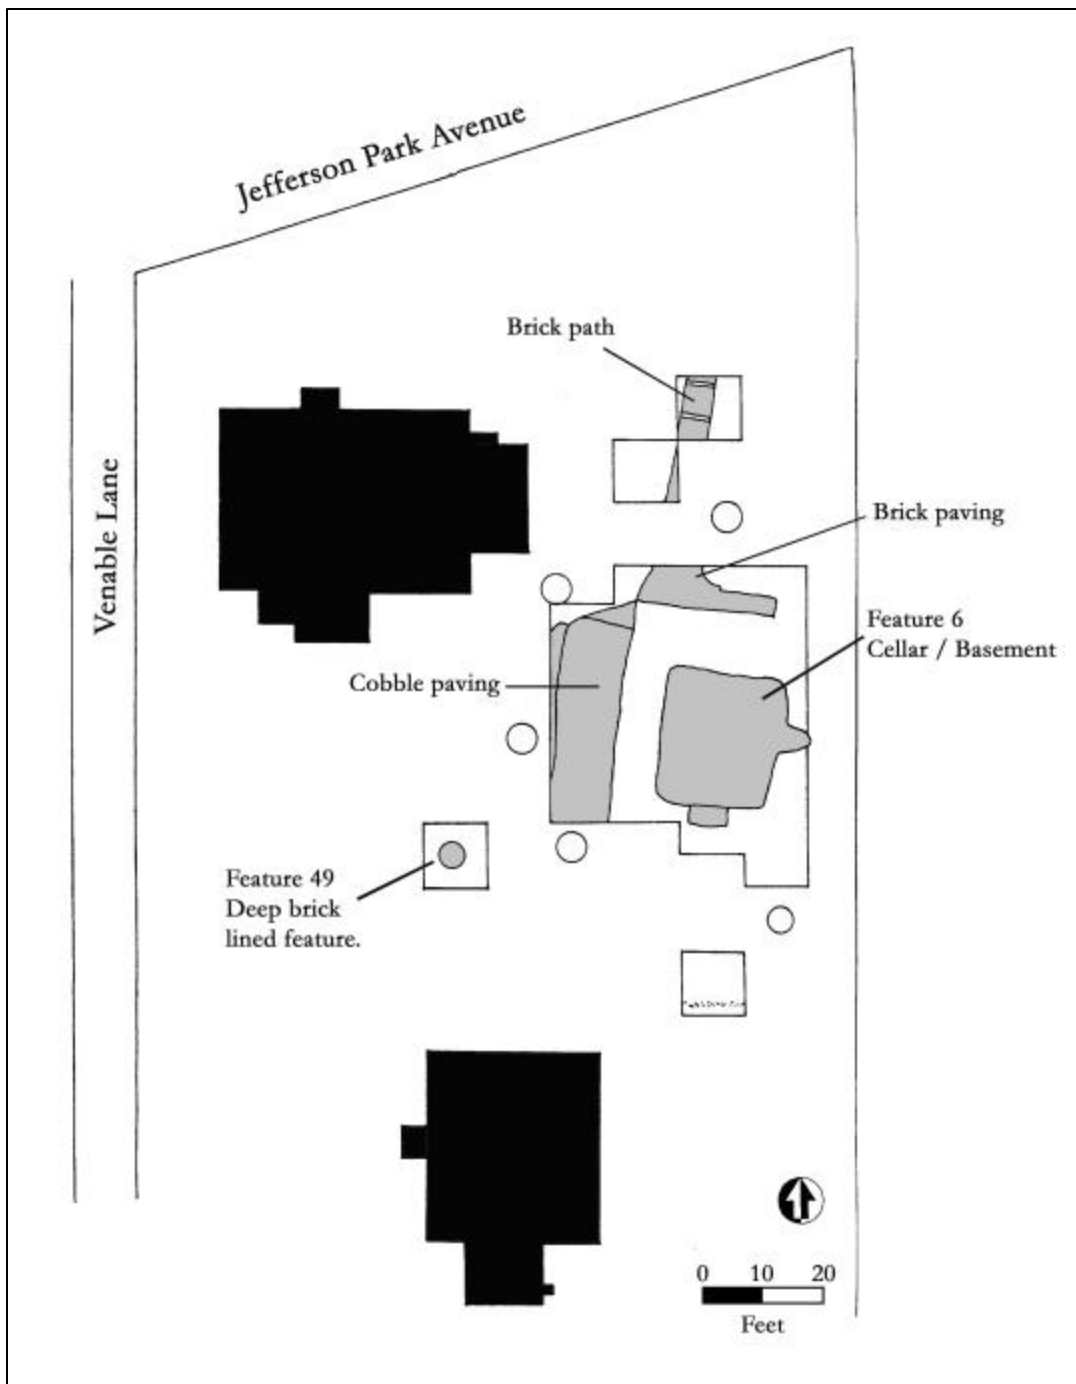 Jefferson Park Avenue
Brick path
Venable Lane
Brick paving
Feature 6
Cellar / Basement
Cobble paving
Feature 49
Deep brick
lined feature.
0 10 20
Feet